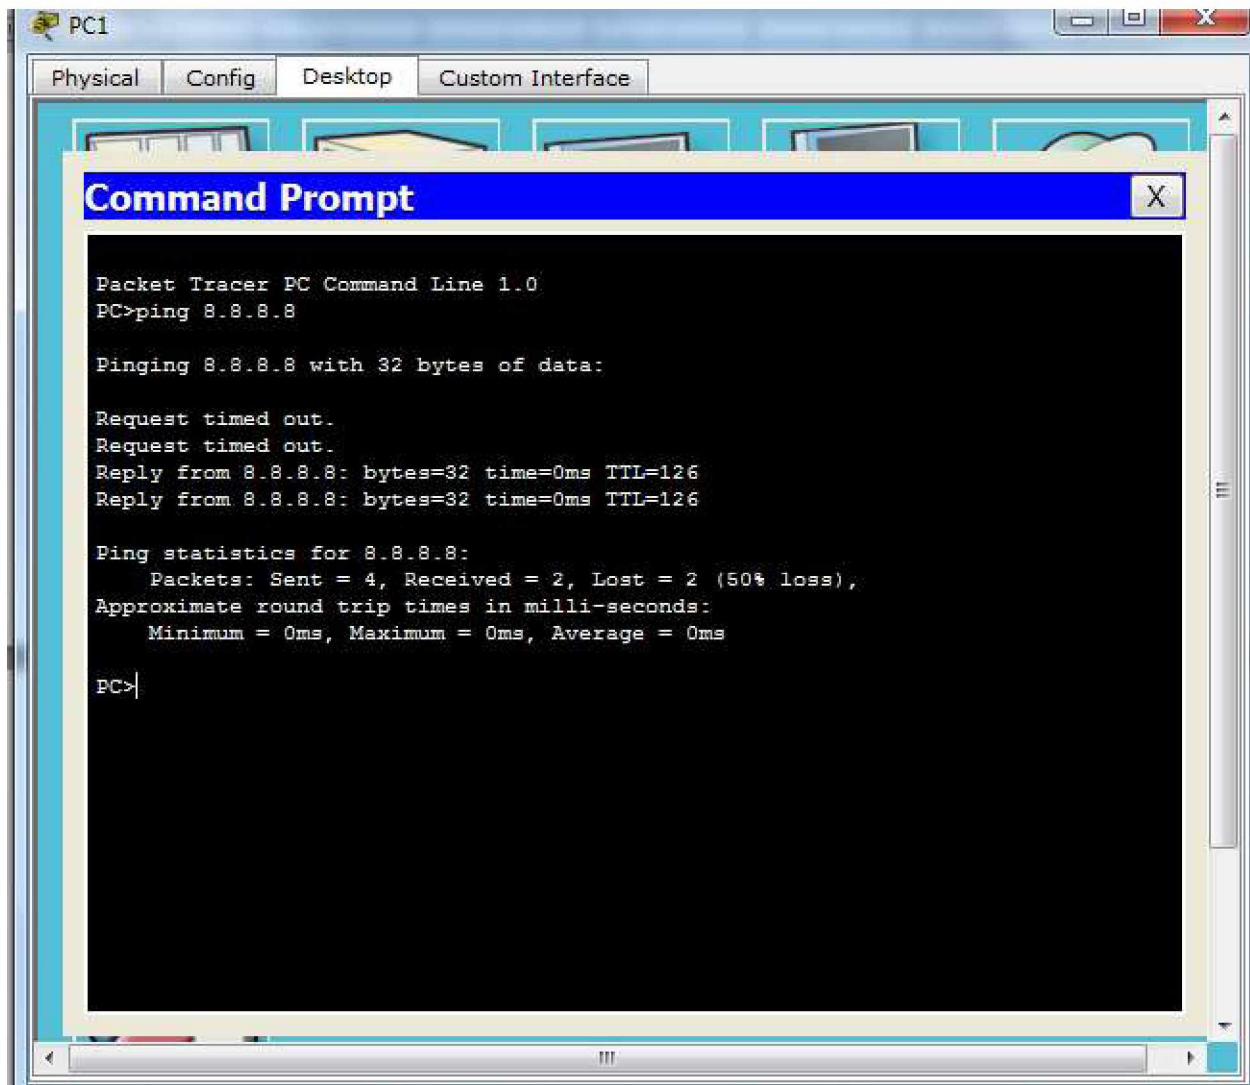 PC1
Physical Config Desktop Custom Interface
Command Prompt X
Packet Tracer PC Command Line 1.0
PC>ping 8.8.8.8
Pinging 8.8.8.8 with 32 bytes of data:
Request timed out.
Request timed out.
Reply from 8.8.8.8: bytes=32 time=0ms TTL=126
Reply from 8.8.8.8: bytes=32 time=0ms TTL=126
Ping statistics for 8.8.8.8:
Packets: Sent = 4, Received = 2, Lost = 2 (50% loss),
Approximate round trip times in milli-seconds:
Minimum = 0ms, Maximum = 0ms, Average = 0ms
PC>